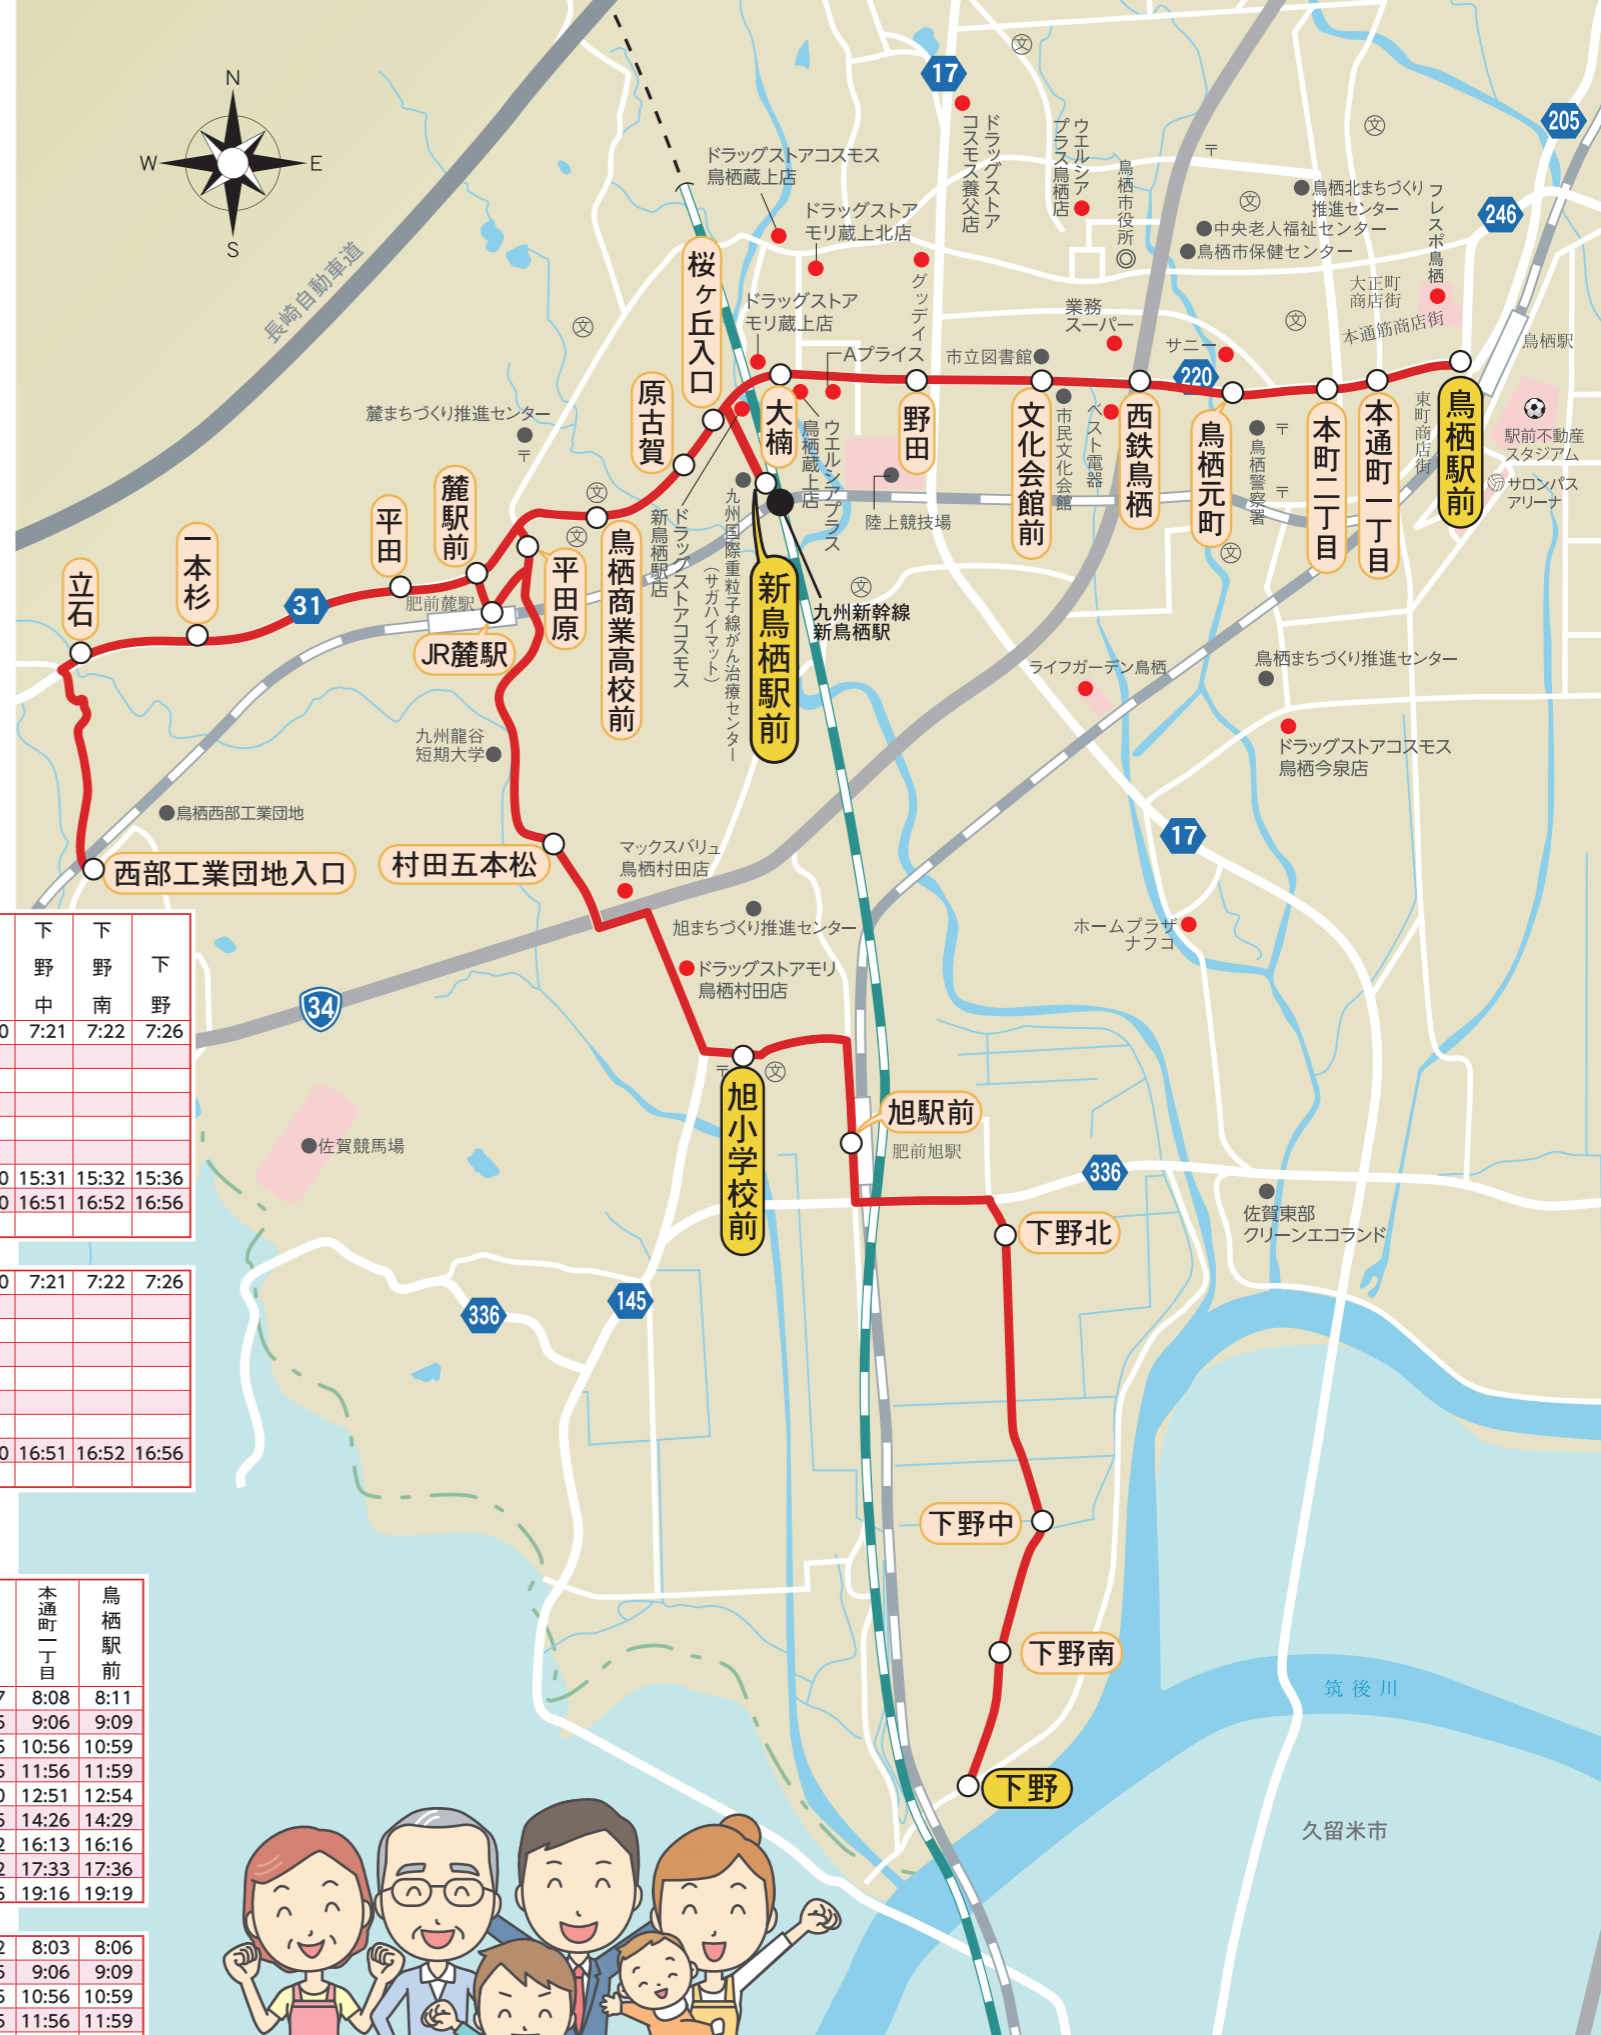 N
W
E
S
長崎自動車道
17
ドラッグストア
コスモス養父店
ウエルシア
プラス鳥栖店
鳥栖市役所
〒
205
246
鳥栖北まちづくり
推進センター
中央老人福祉センター
鳥栖市保健センター
フレスポ鳥栖
大正町
商店街
本通筋商店街
鳥栖駅
ドラッグストアコスモス
鳥栖蔵上店
ドラッグストア
モリ蔵上北店
グッデイ
ドラッグストア
モリ蔵上店
Aプライス
市立図書館
業務
スーパー
サニー
220
桜ヶ丘入口
原古賀
大楠
ウエルシアプラス
鳥栖蔵上店
野田
陸上競技場
文化会館前
市民文化会館
ベスト電器
西鉄鳥栖
鳥栖元町
鳥栖警察署
〒
〒
本町二丁目
本通町一丁目
東町商店街
鳥栖駅前
駅前不動産
スタジアム
サロンパス
アリーナ
麓まちづくり推進センター
〒
麓駅前
平田
一本杉
立石
31
肥前麓駅
JR麓駅
平田原
鳥栖商業高校前
ドラッグストアコスモス
新鳥栖駅店
九州国際重粒子線がん治療センター
(サガハイマット)
新鳥栖駅前
九州新幹線
新鳥栖駅
ライフガーデン鳥栖
鳥栖まちづくり推進センター
ドラッグストアコスモス
鳥栖今泉店
17
九州龍谷
短期大学
鳥栖西部工業団地
西部工業団地入口
村田五本松
マックスバリュ
鳥栖村田店
旭まちづくり推進センター
ドラッグストアモリ
鳥栖村田店
ホームプラザ
ナフコ
34
〒
旭小学校前
旭駅前
肥前旭駅
336
佐賀東部
クリーンエコランド
佐賀競馬場
下野北
336
145
下野中
下野南
下野
筑後川
久留米市
下野中 下野南 下野
0 7:21 7:22 7:26
0 15:31 15:32 15:36
0 16:51 16:52 16:56
0 7:21 7:22 7:26
0 16:51 16:52 16:56
本通町一丁目 鳥栖駅前
7 8:08 8:11
5 9:06 9:09
5 10:56 10:59
5 11:56 11:59
0 12:51 12:54
5 14:26 14:29
2 16:13 16:16
2 17:33 17:36
5 19:16 19:19
2 8:03 8:06
5 9:06 9:09
5 10:56 10:59
5 11:56 11:59